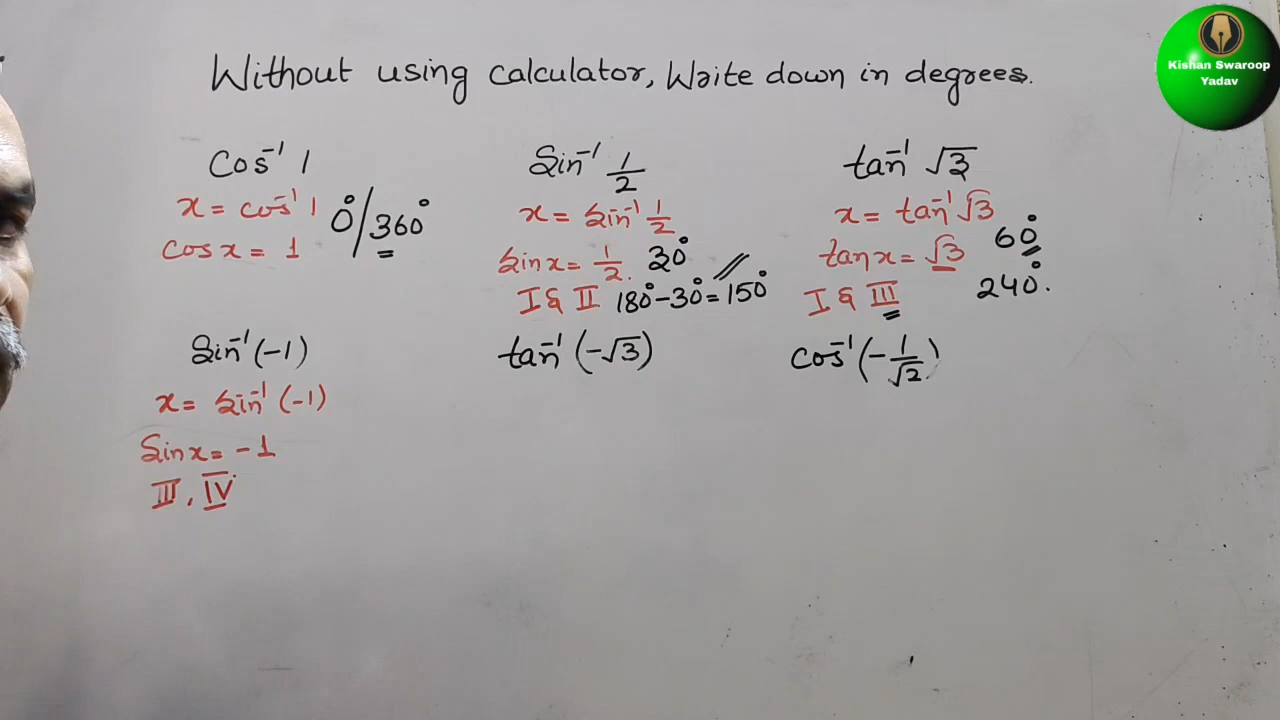 Kishan Swaroop
Yadav
Without using calculator, Write down in degrees.
Cos⁻¹ 1
x = cos⁻¹ 1
cos x = 1
0°/360°
Sin⁻¹ 1/2
x = sin⁻¹ 1/2
Sin x = 1/2. 30°
I & II 180° - 30° = 150°
tan⁻¹ √3
x = tan⁻¹ √3
tan x = √3
60°
I & III
240°.
Sin⁻¹ (-1)
x = sin⁻¹ (-1)
Sin x = -1
III, IV
tan⁻¹ (-√3)
cos⁻¹ (-1/√2)